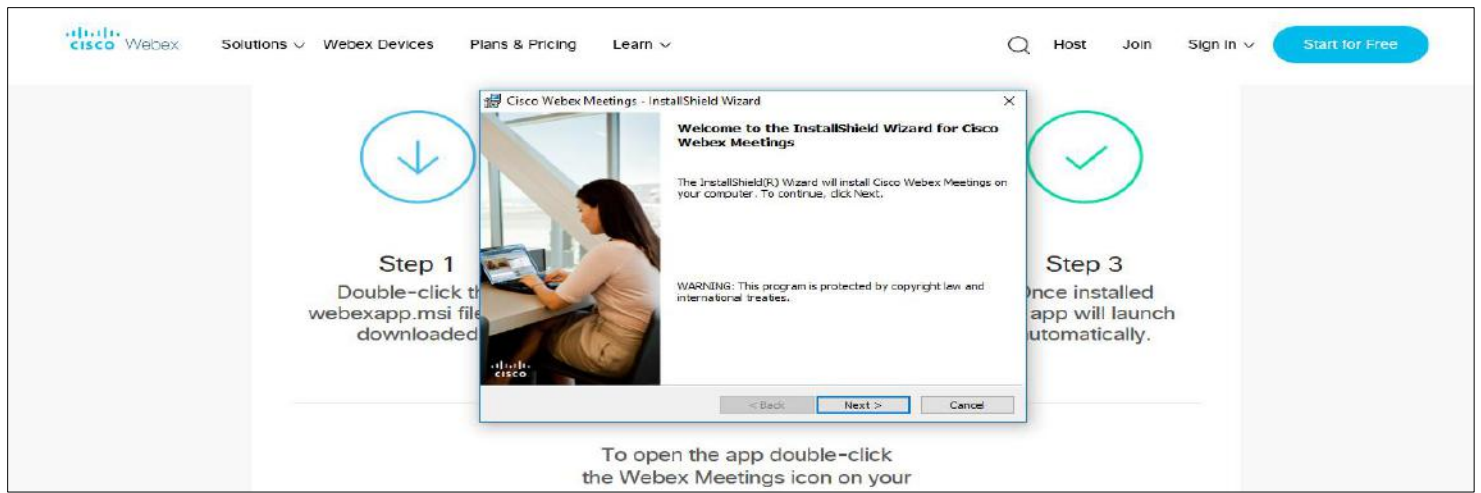 cisco Webex
Solutions Webex Devices Plans & Pricing Learn Host Join Sign In Start for Free
Cisco Webex Meetings - InstallShield Wizard
Welcome to the InstallShield Wizard for Cisco
Webex Meetings
The InstallShield(R) Wizard will install Cisco Webex Meetings on
your computer. To continue, click Next.
WARNING: This program is protected by copyright law and
international treaties.
cisco
< Back Next > Cancel
Step 1
Double-click th
webexapp.msi file
downloaded
Step 3
Once installed
app will launch
automatically.
To open the app double-click
the Webex Meetings icon on your